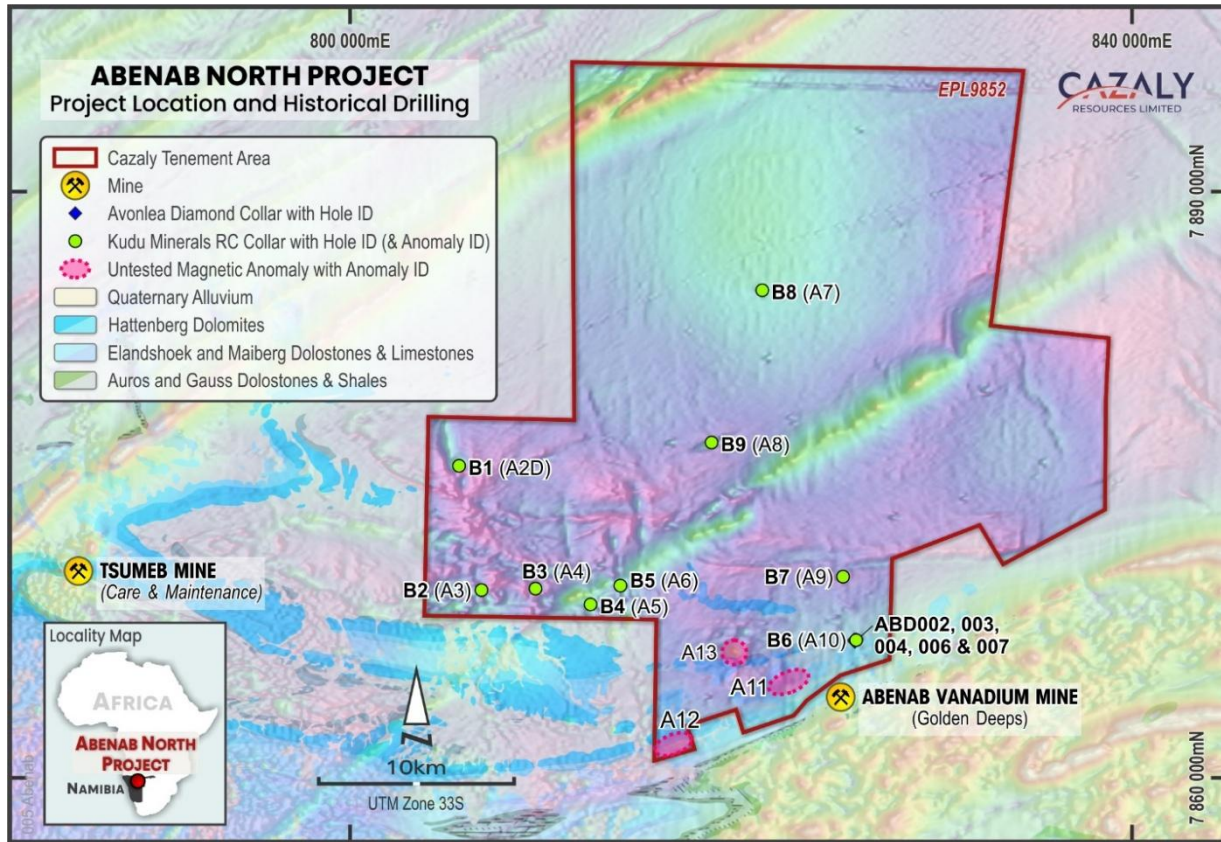 800 000mE
840 000mE
ABENAB NORTH PROJECT
Project Location and Historical Drilling
EPL9852
CAZALY
RESOURCES LIMITED
Cazaly Tenement Area
Mine
Avonlea Diamond Collar with Hole ID
Kudu Minerals RC Collar with Hole ID (& Anomaly ID)
Untested Magnetic Anomaly with Anomaly ID
Quaternary Alluvium
Hattenberg Dolomites
Elandshoek and Maiberg Dolostones & Limestones
Auros and Gauss Dolostones & Shales
7 890 000mN
B8 (A7)
B9 (A8)
B1 (A2D)
TSUMEB MINE
(Care & Maintenance)
B2 (A3)
B3 (A4)
B5 (A6)
B4 (A5)
B7 (A9)
B6 (A10)
ABD002, 003,
004, 006 & 007
A13
A11
A12
ABENAB VANADIUM MINE
(Golden Deeps)
Locality Map
AFRICA
ABENAB NORTH
PROJECT
NAMIBIA
N
10km
UTM Zone 33S
7 860 000mN